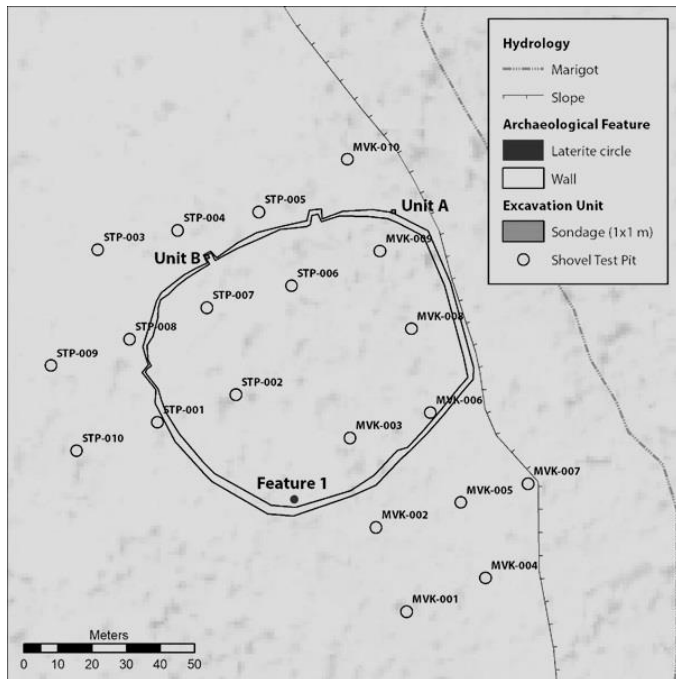 Hydrology
Marigot
Slope
Archaeological Feature
Laterite circle
Wall
Excavation Unit
Sondage (1x1 m)
Shovel Test Pit
MVK-010
STP-005
Unit A
STP-004
STP-003
MVK-009
Unit B
STP-006
STP-007
MVK-008
STP-008
STP-009
STP-002
MVK-006
STP-001
MVK-003
STP-010
MVK-007
Feature 1
MVK-005
MVK-002
MVK-004
MVK-001
Meters
0 10 20 30 40 50